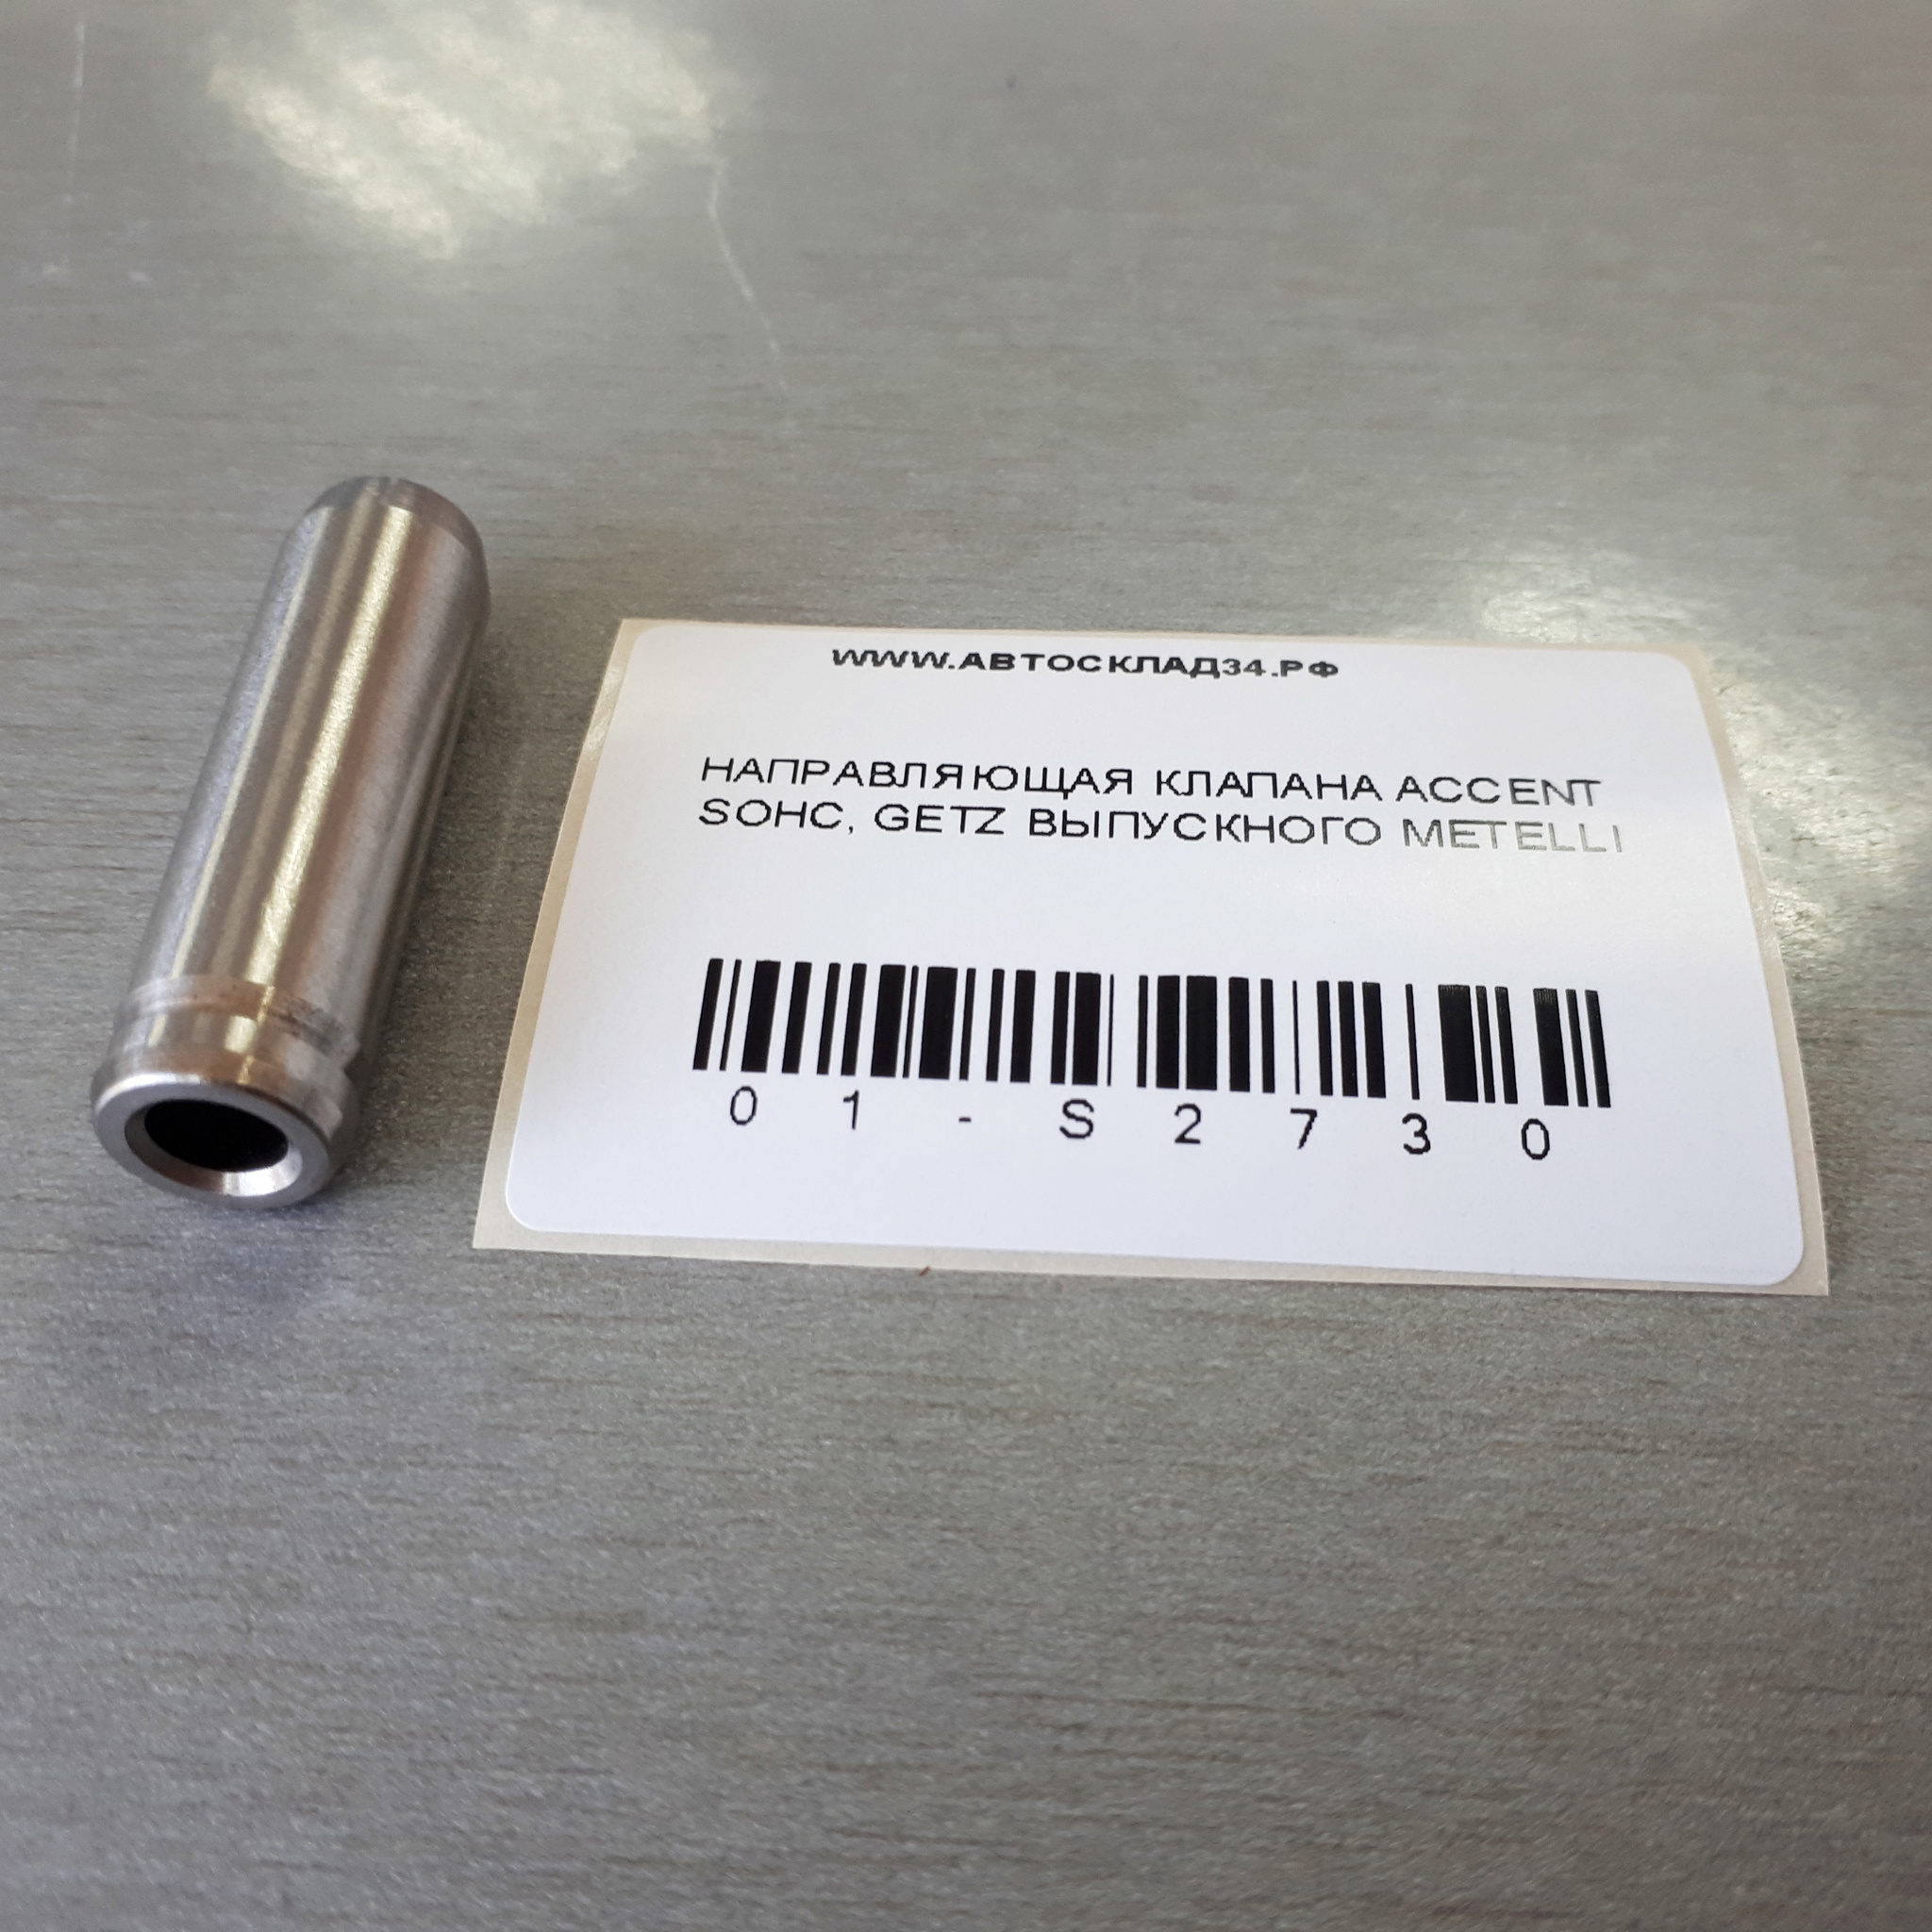 WWW.АВТОСКЛАД34.РФ
НАПРАВЛЯЮЩАЯ КЛАПАНА ACCENT
SOHC, GETZ ВЫПУСКНОГО METELLI
01-S2730